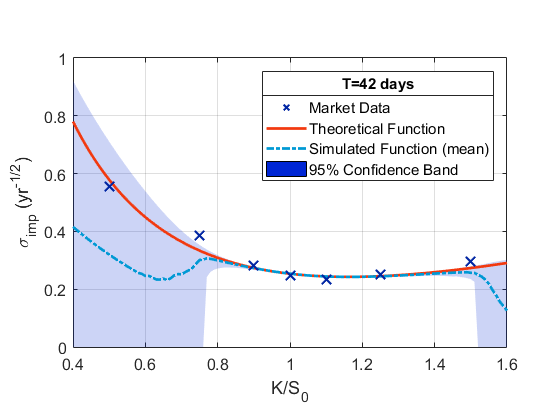 1
0.8
0.6
0.4
0.2
0
σ_imp (yr^-1/2)
T=42 days
Market Data
Theoretical Function
Simulated Function (mean)
95% Confidence Band
0.4 0.6 0.8 1 1.2 1.4 1.6
K/S_0